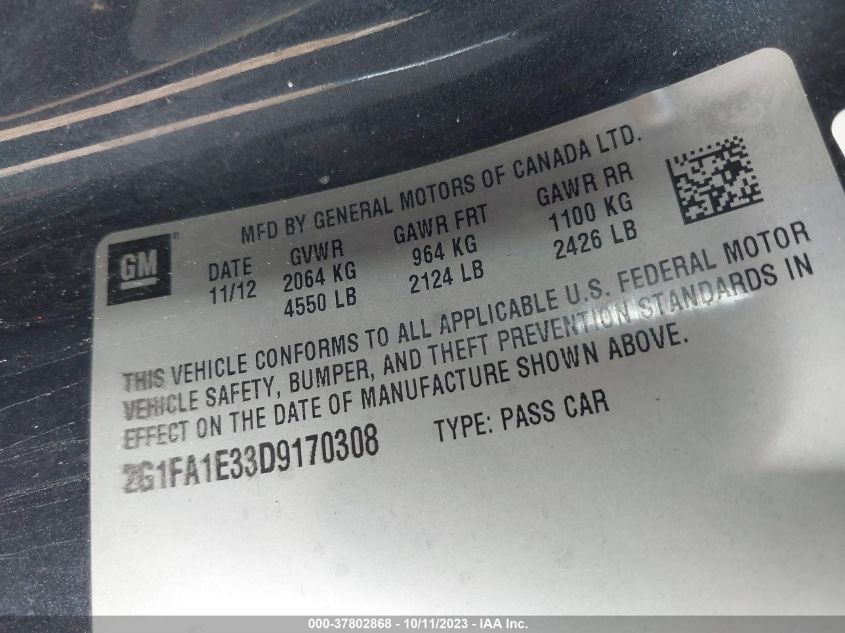 MFD BY GENERAL MOTORS OF CANADA LTD.
GM ®
DATE GVWR GAWR FRT GAWR RR
11/12 2064 KG 964 KG 1100 KG
4550 LB 2124 LB 2426 LB
THIS VEHICLE CONFORMS TO ALL APPLICABLE U.S. FEDERAL MOTOR
VEHICLE SAFETY, BUMPER, AND THEFT PREVENTION STANDARDS IN
EFFECT ON THE DATE OF MANUFACTURE SHOWN ABOVE.
2G1FA1E33D9170308 TYPE: PASS CAR
000-37802868 - 10/11/2023 - IAA Inc.